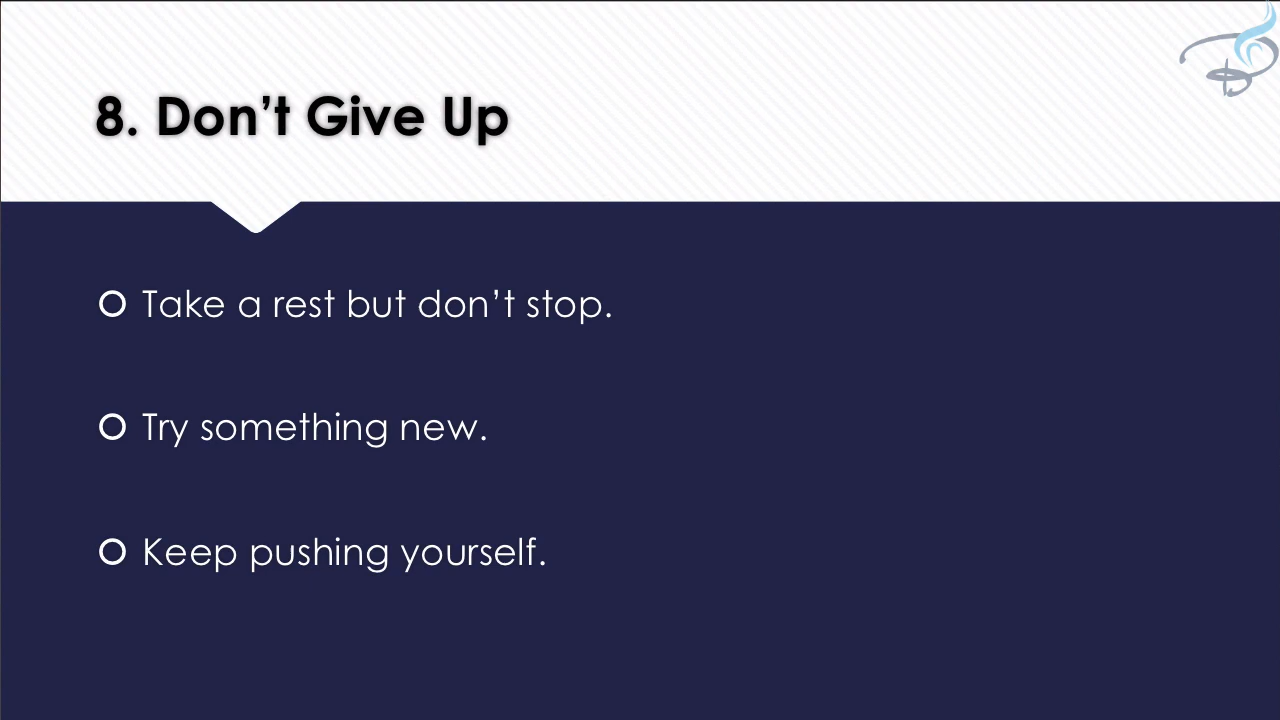 8. Don’t Give Up
Take a rest but don’t stop.
Try something new.
Keep pushing yourself.